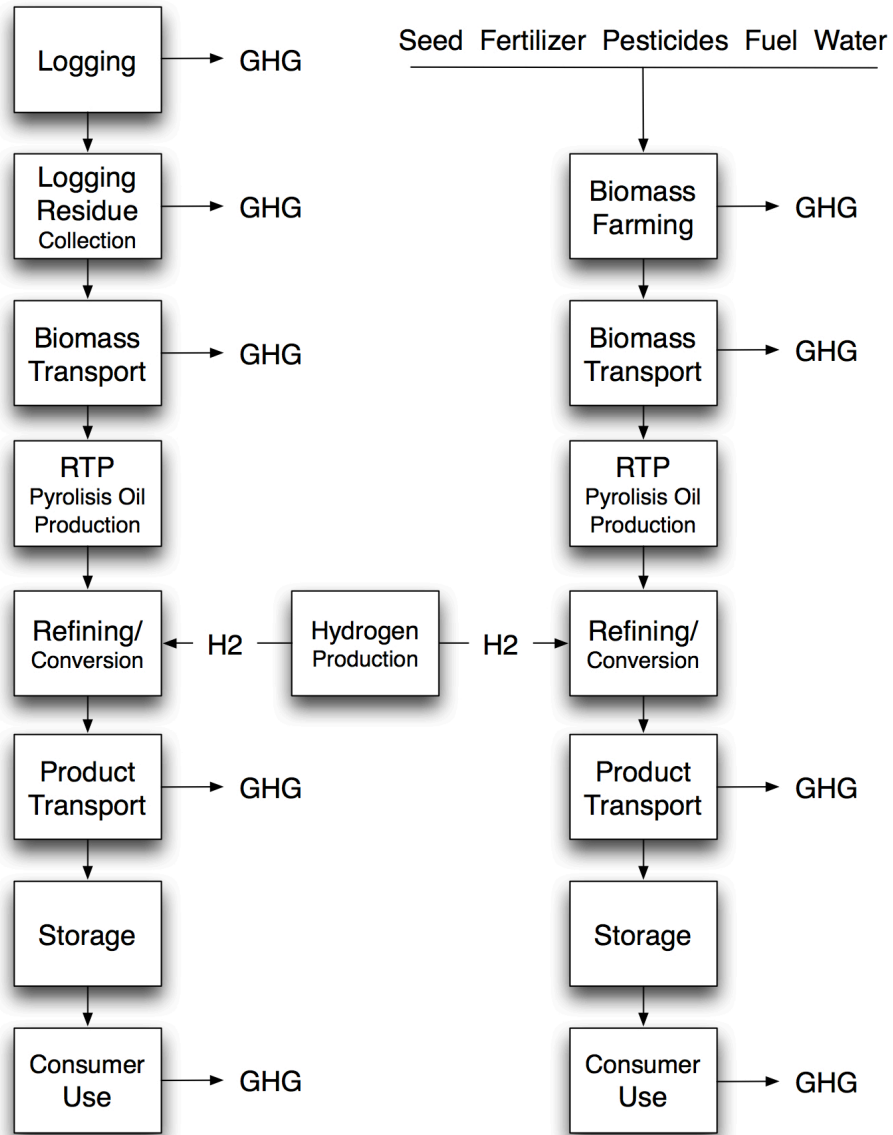 Logging
GHG
Seed Fertilizer Pesticides Fuel Water
Logging
Residue
Collection
GHG
Biomass
Farming
GHG
Biomass
Transport
GHG
Biomass
Transport
GHG
RTP
Pyrolisis Oil
Production
RTP
Pyrolisis Oil
Production
Refining/
Conversion
H2
Hydrogen
Production
H2
Refining/
Conversion
Product
Transport
GHG
Product
Transport
GHG
Storage
Storage
Consumer
Use
GHG
Consumer
Use
GHG